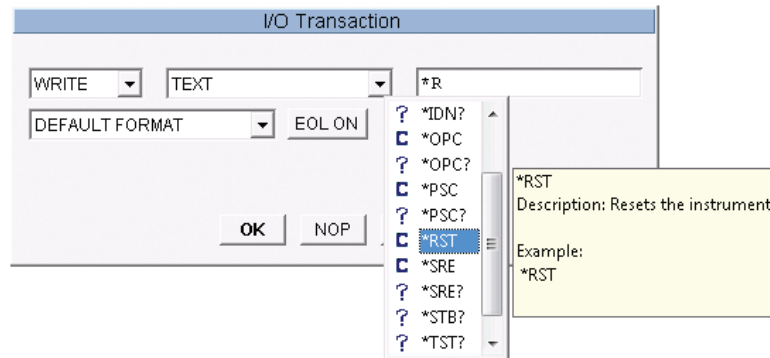 I/O Transaction
WRITE TEXT *R
DEFAULT FORMAT EOL ON
OK NOP
? *IDN?
C *OPC
? *OPC?
C *PSC
? *PSC?
C *RST
C *SRE
? *SRE?
? *STB?
? *TST?
*RST
Description: Resets the instrument
Example:
*RST